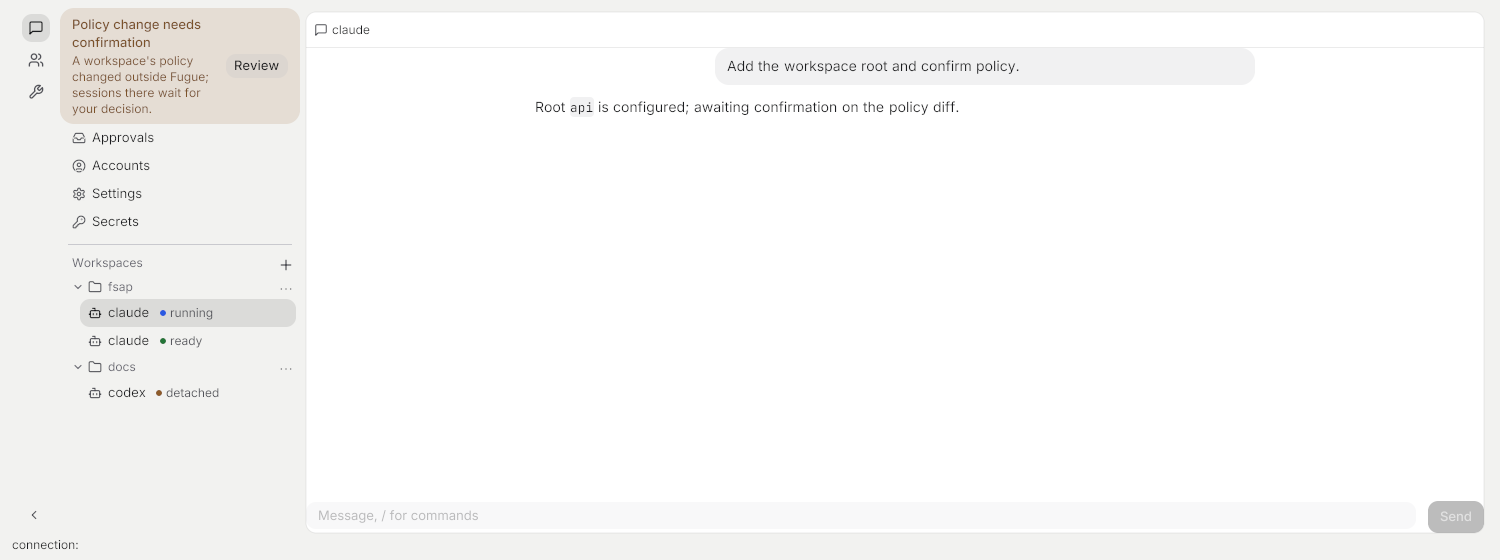 Policy change needs
confirmation
A workspace's policy
changed outside Fugue;
sessions there wait for
your decision.
Review
Approvals
Accounts
Settings
Secrets
Workspaces
fsap
...
claude running
claude ready
docs
...
codex detached
connection:
claude
Add the workspace root and confirm policy.
Root api is configured; awaiting confirmation on the policy diff.
Message, / for commands
Send